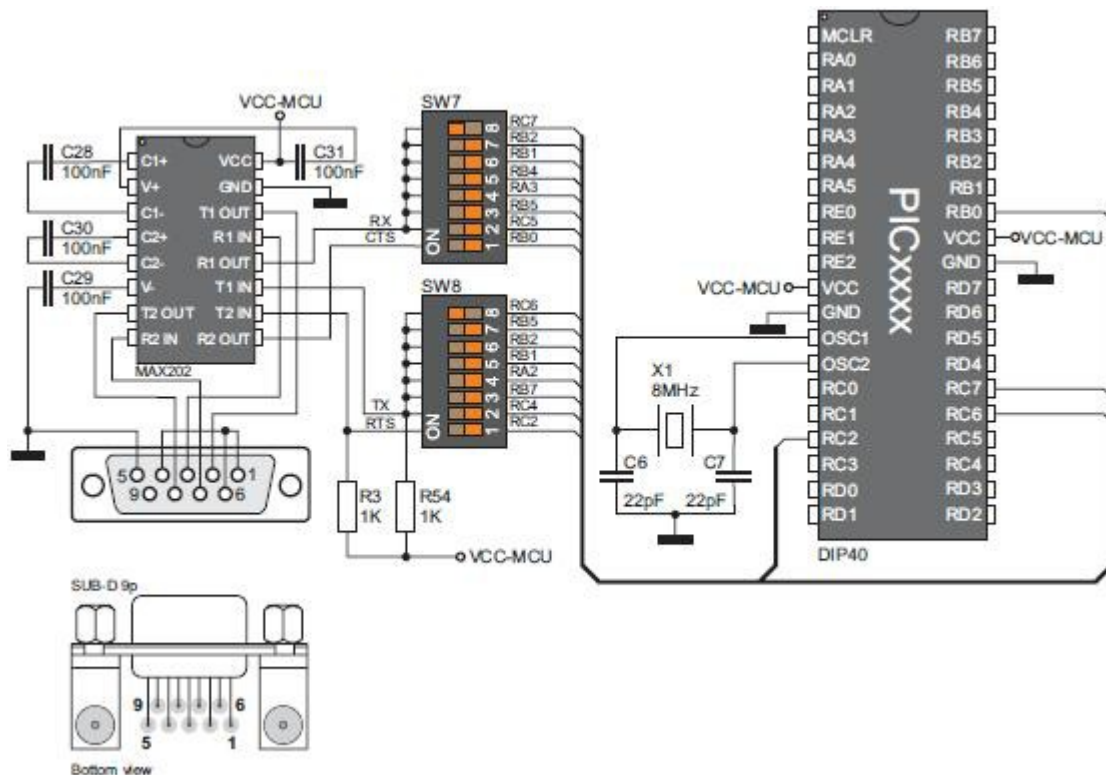 VCC-MCU
C28
100nF
C31
100nF
C30
100nF
C29
100nF
C1+ VCC
V+ GND
C1- T1 OUT
C2+ R1 IN
C2- R1 OUT
V- T1 IN
T2 OUT T2 IN
R2 IN R2 OUT
MAX202
RX
CTS
TX
RTS
SW7
8 RC7
7 RB2
6 RB1
5 RB4
4 RA3
3 RB5
2 RC5
ON 1 RB0
SW8
8 RC6
7 RB5
6 RB2
5 RB1
4 RA2
3 RB7
2 RC4
ON 1 RC2
5 1
9 6
R3
1K
R54
1K
VCC-MCU
X1
8MHz
C6 C7
22pF 22pF
VCC-MCU
VCC-MCU
MCLR RB7
RA0 RB6
RA1 RB5
RA2 RB4
RA3 RB3
RA4 RB2
RA5 RB1
RE0 RB0
RE1 VCC
RE2 GND
VCC RD7
GND RD6
OSC1 RD5
OSC2 RD4
RC0 RC7
RC1 RC6
RC2 RC5
RC3 RC4
RD0 RD3
RD1 RD2
PICxxxx
DIP40
SUB-D 9p
9 6
5 1
Bottom view